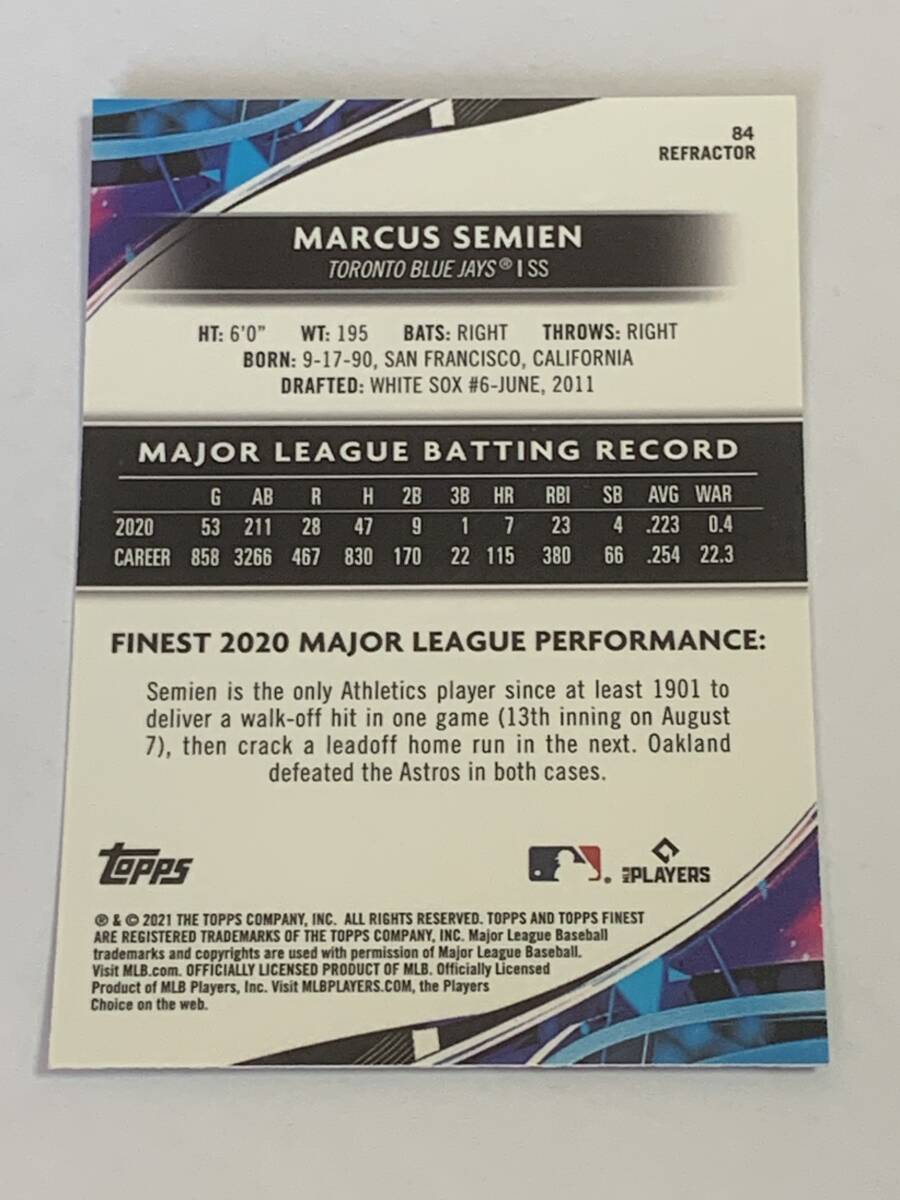 84
REFRACTOR
MARCUS SEMIEN
TORONTO BLUE JAYS® | SS
HT: 6'0" WT: 195 BATS: RIGHT THROWS: RIGHT
BORN: 9-17-90, SAN FRANCISCO, CALIFORNIA
DRAFTED: WHITE SOX #6-JUNE, 2011
MAJOR LEAGUE BATTING RECORD
G AB R H 2B 3B HR RBI SB AVG WAR
2020 53 211 28 47 9 1 7 23 4 .223 0.4
CAREER 858 3266 467 830 170 22 115 380 66 .254 22.3
FINEST 2020 MAJOR LEAGUE PERFORMANCE:
Semien is the only Athletics player since at least 1901 to
deliver a walk-off hit in one game (13th inning on August
7), then crack a leadoff home run in the next. Oakland
defeated the Astros in both cases.
Topps
MLB PLAYERS
® & © 2021 THE TOPPS COMPANY, INC. ALL RIGHTS RESERVED. TOPPS AND TOPPS FINEST
ARE REGISTERED TRADEMARKS OF THE TOPPS COMPANY, INC. Major League Baseball
trademarks and copyrights are used with permission of Major League Baseball.
Visit MLB.com. OFFICIALLY LICENSED PRODUCT OF MLB. Officially Licensed
Product of MLB Players, Inc. Visit MLBPLAYERS.COM, the Players
Choice on the web.